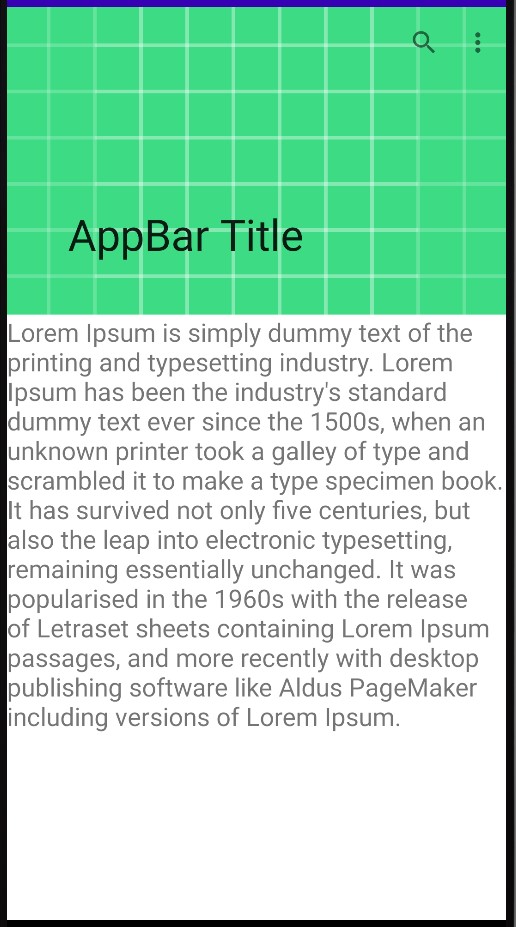 AppBar Title
Lorem Ipsum is simply dummy text of the
printing and typesetting industry. Lorem
Ipsum has been the industry's standard
dummy text ever since the 1500s, when an
unknown printer took a galley of type and
scrambled it to make a type specimen book.
It has survived not only five centuries, but
also the leap into electronic typesetting,
remaining essentially unchanged. It was
popularised in the 1960s with the release
of Letraset sheets containing Lorem Ipsum
passages, and more recently with desktop
publishing software like Aldus PageMaker
including versions of Lorem Ipsum.